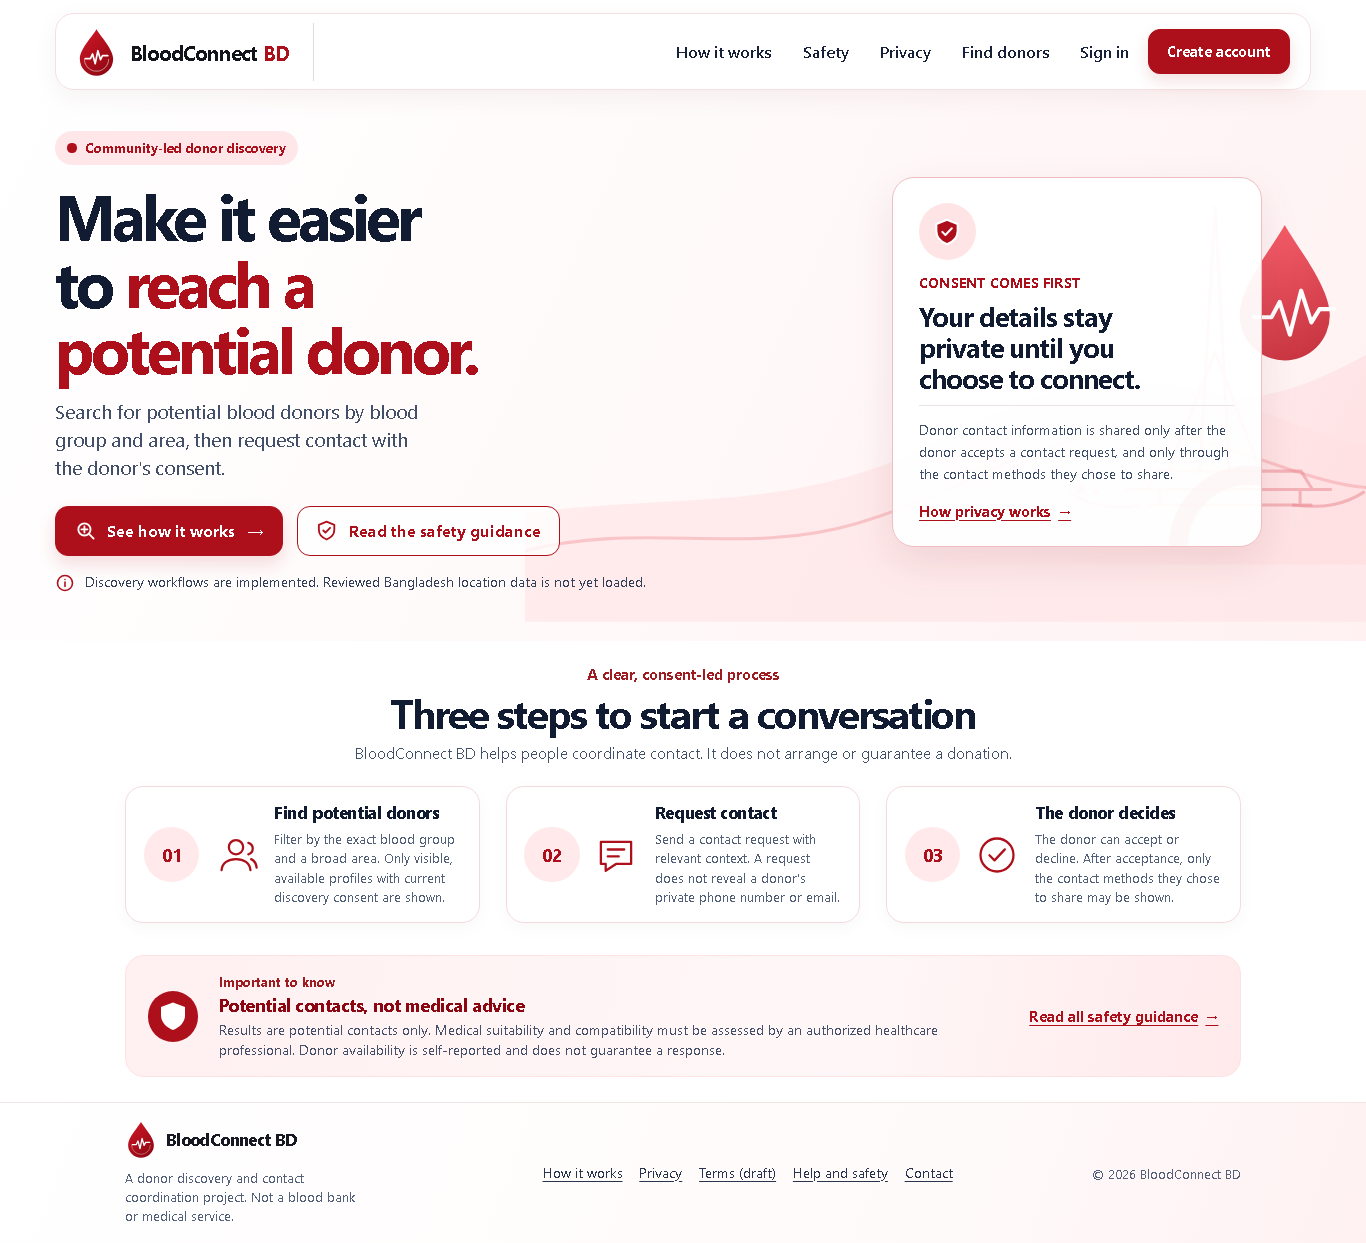 BloodConnect BD
How it works
Safety
Privacy
Find donors
Sign in
Create account
Community-led donor discovery
Make it easier
to reach a
potential donor.
Search for potential blood donors by blood
group and area, then request contact with
the donor's consent.
See how it works →
Read the safety guidance
Discovery workflows are implemented. Reviewed Bangladesh location data is not yet loaded.
CONSENT COMES FIRST
Your details stay
private until you
choose to connect.
Donor contact information is shared only after the
donor accepts a contact request, and only through
the contact methods they chose to share.
How privacy works →
A clear, consent-led process
Three steps to start a conversation
BloodConnect BD helps people coordinate contact. It does not arrange or guarantee a donation.
01
Find potential donors
Filter by the exact blood group
and a broad area. Only visible,
available profiles with current
discovery consent are shown.
02
Request contact
Send a contact request with
relevant context. A request
does not reveal a donor's
private phone number or email.
03
The donor decides
The donor can accept or
decline. After acceptance, only
the contact methods they chose
to share may be shown.
Important to know
Potential contacts, not medical advice
Results are potential contacts only. Medical suitability and compatibility must be assessed by an authorized healthcare
professional. Donor availability is self-reported and does not guarantee a response.
Read all safety guidance →
BloodConnect BD
A donor discovery and contact
coordination project. Not a blood bank
or medical service.
How it works
Privacy
Terms (draft)
Help and safety
Contact
© 2026 BloodConnect BD